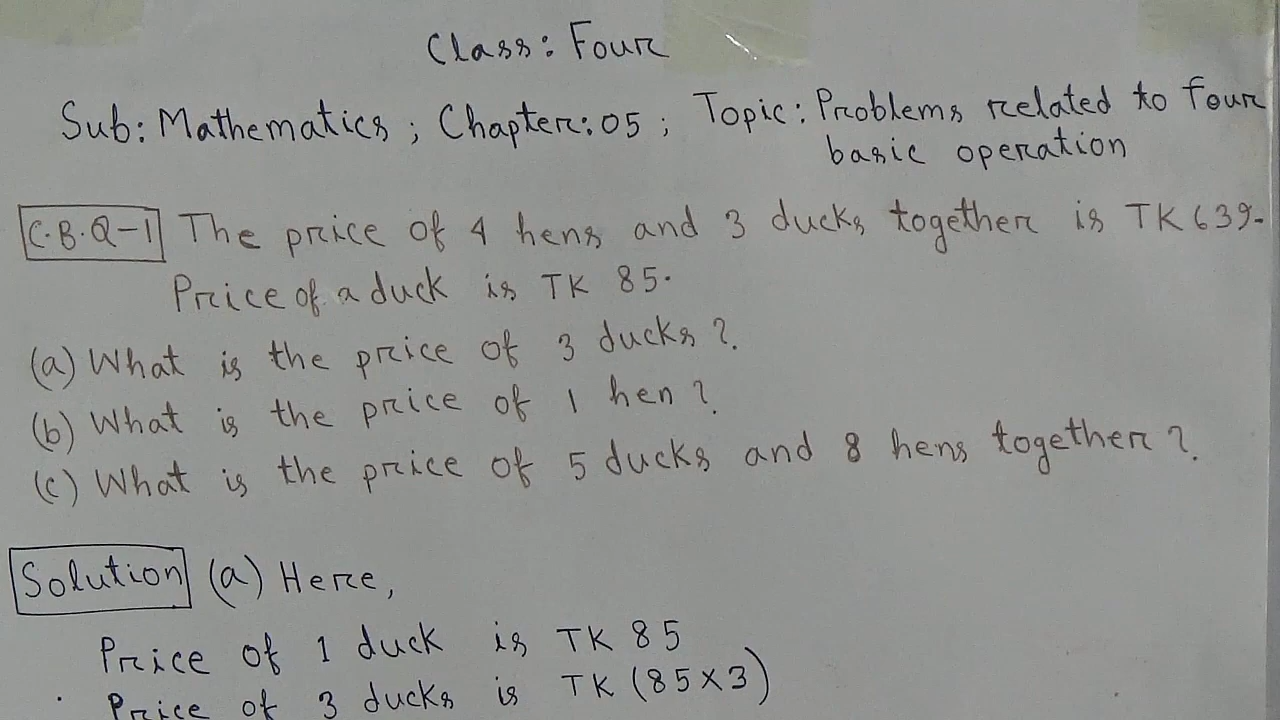 Class: Four
Sub: Mathematics ; Chapter: 05 ; Topic: Problems related to four
basic operation
C.B.Q-1 The price of 4 hens and 3 ducks together is TK 639.
Price of a duck is TK 85.
(a) What is the price of 3 ducks ?
(b) What is the price of 1 hen ?
(c) What is the price of 5 ducks and 8 hens together ?
Solution (a) Here,
Price of 1 duck is TK 85
Price of 3 ducks is TK (85×3)